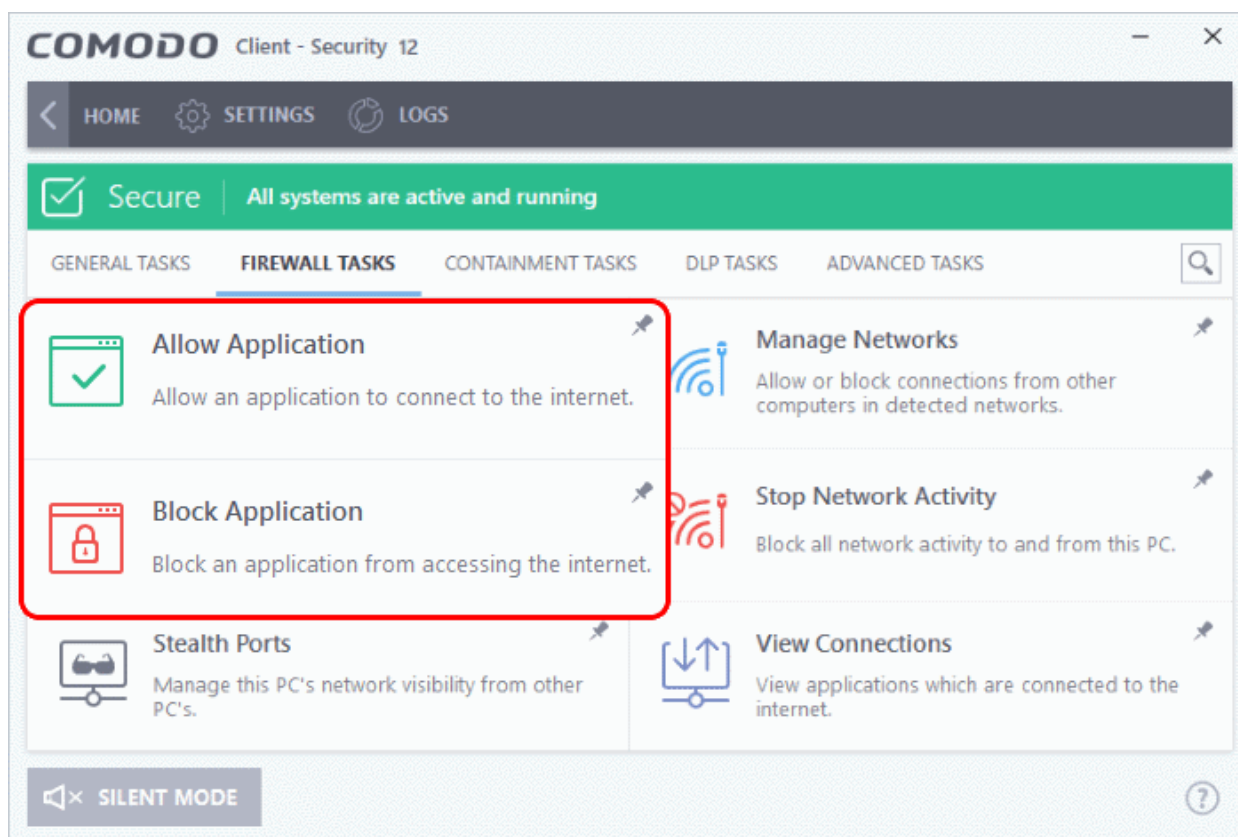 COMODO Client - Security 12
HOME SETTINGS LOGS
Secure All systems are active and running
GENERAL TASKS FIREWALL TASKS CONTAINMENT TASKS DLP TASKS ADVANCED TASKS
Allow Application
Allow an application to connect to the internet.
Manage Networks
Allow or block connections from other
computers in detected networks.
Block Application
Block an application from accessing the internet.
Stop Network Activity
Block all network activity to and from this PC.
Stealth Ports
Manage this PC's network visibility from other
PC's.
View Connections
View applications which are connected to the
internet.
SILENT MODE
?